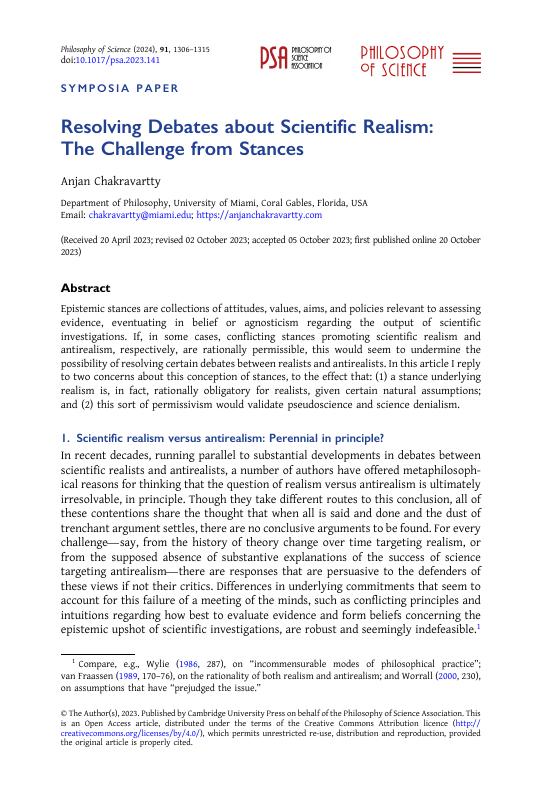 Philosophy of Science (2024), 91, 1306–1315
doi:10.1017/psa.2023.141
PSA PHILOSOPHY OF
SCIENCE
ASSOCIATION
PHILOSOPHY
OF SCIENCE
SYMPOSIA PAPER
Resolving Debates about Scientific Realism:
The Challenge from Stances
Anjan Chakravartty
Department of Philosophy, University of Miami, Coral Gables, Florida, USA
Email: chakravartty@miami.edu; https://anjanchakravartty.com
(Received 20 April 2023; revised 02 October 2023; accepted 05 October 2023; first published online 20 October
2023)
Abstract
Epistemic stances are collections of attitudes, values, aims, and policies relevant to assessing
evidence, eventuating in belief or agnosticism regarding the output of scientific
investigations. If, in some cases, conflicting stances promoting scientific realism and
antirealism, respectively, are rationally permissible, this would seem to undermine the
possibility of resolving certain debates between realists and antirealists. In this article I reply
to two concerns about this conception of stances, to the effect that: (1) a stance underlying
realism is, in fact, rationally obligatory for realists, given certain natural assumptions;
and (2) this sort of permissivism would validate pseudoscience and science denialism.
1. Scientific realism versus antirealism: Perennial in principle?
In recent decades, running parallel to substantial developments in debates between
scientific realists and antirealists, a number of authors have offered metaphilosoph-
ical reasons for thinking that the question of realism versus antirealism is ultimately
irresolvable, in principle. Though they take different routes to this conclusion, all of
these contentions share the thought that when all is said and done and the dust of
trenchant argument settles, there are no conclusive arguments to be found. For every
challenge—say, from the history of theory change over time targeting realism, or
from the supposed absence of substantive explanations of the success of science
targeting antirealism—there are responses that are persuasive to the defenders of
these views if not their critics. Differences in underlying commitments that seem to
account for this failure of a meeting of the minds, such as conflicting principles and
intuitions regarding how best to evaluate evidence and form beliefs concerning the
epistemic upshot of scientific investigations, are robust and seemingly indefeasible.1
1 Compare, e.g., Wylie (1986, 287), on “incommensurable modes of philosophical practice”;
van Fraassen (1989, 170–76), on the rationality of both realism and antirealism; and Worrall (2000, 230),
on assumptions that have “prejudged the issue.”
© The Author(s), 2023. Published by Cambridge University Press on behalf of the Philosophy of Science Association. This
is an Open Access article, distributed under the terms of the Creative Commons Attribution licence (http://
creativecommons.org/licenses/by/4.0/), which permits unrestricted re-use, distribution and reproduction, provided
the original article is properly cited.